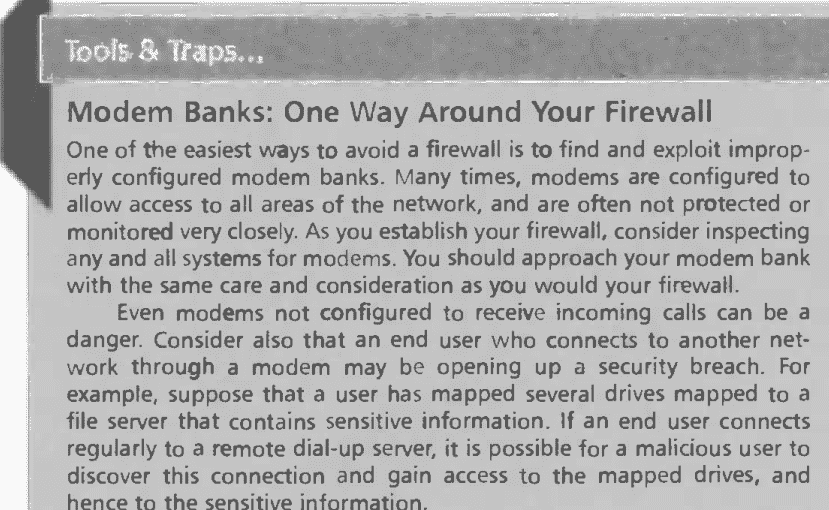 Tools & Traps...
Modem Banks: One Way Around Your Firewall
One of the easiest ways to avoid a firewall is to find and exploit improp-
erly configured modem banks. Many times, modems are configured to
allow access to all areas of the network, and are often not protected or
monitored very closely. As you establish your firewall, consider inspecting
any and all systems for modems. You should approach your modem bank
with the same care and consideration as you would your firewall.
Even modems not configured to receive incoming calls can be a
danger. Consider also that an end user who connects to another net-
work through a modem may be opening up a security breach. For
example, suppose that a user has mapped several drives mapped to a
file server that contains sensitive information. If an end user connects
regularly to a remote dial-up server, it is possible for a malicious user to
discover this connection and gain access to the mapped drives, and
hence to the sensitive information.